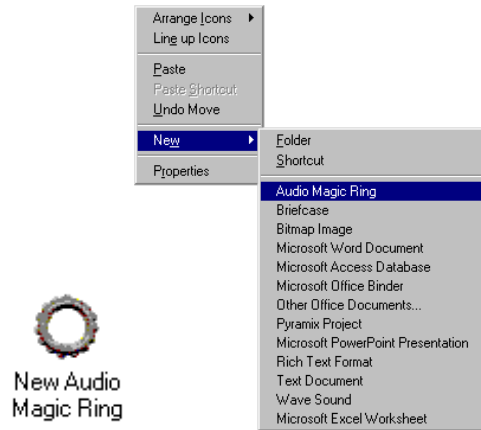 Arrange Icons
Line up Icons
Paste
Paste Shortcut
Undo Move
New
Properties
Folder
Shortcut
Audio Magic Ring
Briefcase
Bitmap Image
Microsoft Word Document
Microsoft Access Database
Microsoft Office Binder
Other Office Documents...
Pyramix Project
Microsoft PowerPoint Presentation
Rich Text Format
Text Document
Wave Sound
Microsoft Excel Worksheet
New Audio
Magic Ring